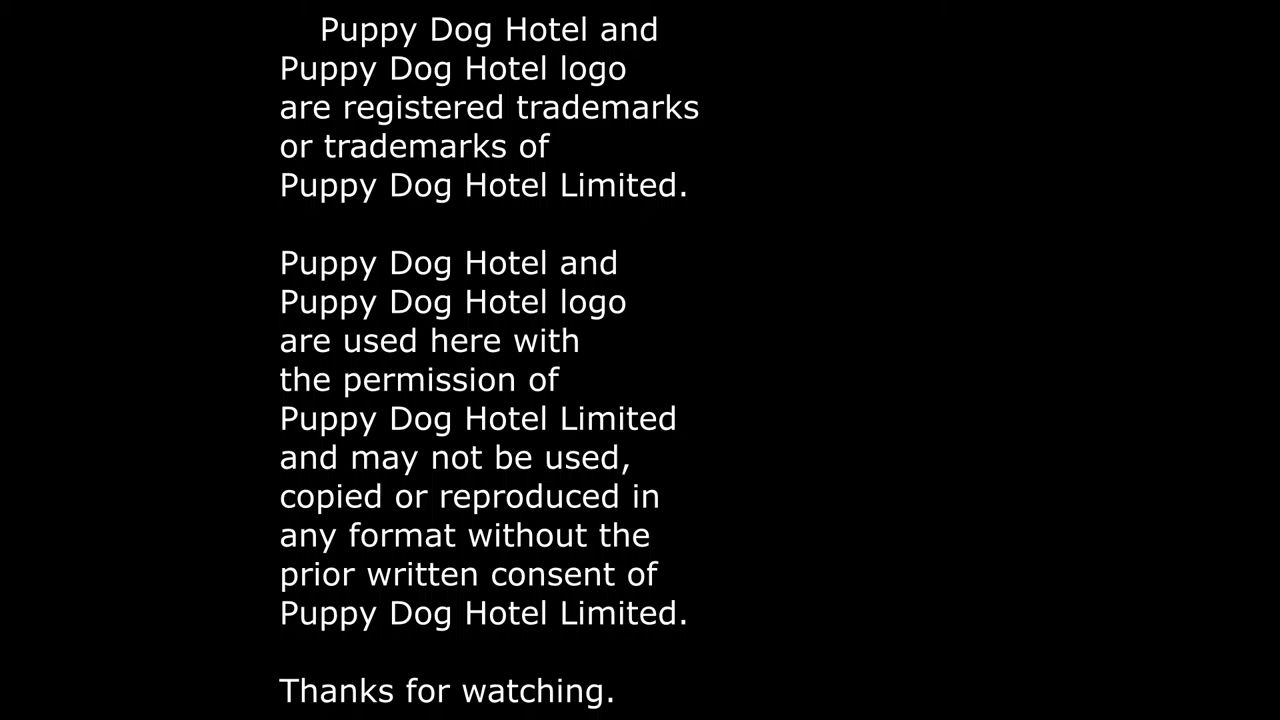 Puppy Dog Hotel and
Puppy Dog Hotel logo
are registered trademarks
or trademarks of
Puppy Dog Hotel Limited.
Puppy Dog Hotel and
Puppy Dog Hotel logo
are used here with
the permission of
Puppy Dog Hotel Limited
and may not be used,
copied or reproduced in
any format without the
prior written consent of
Puppy Dog Hotel Limited.
Thanks for watching.